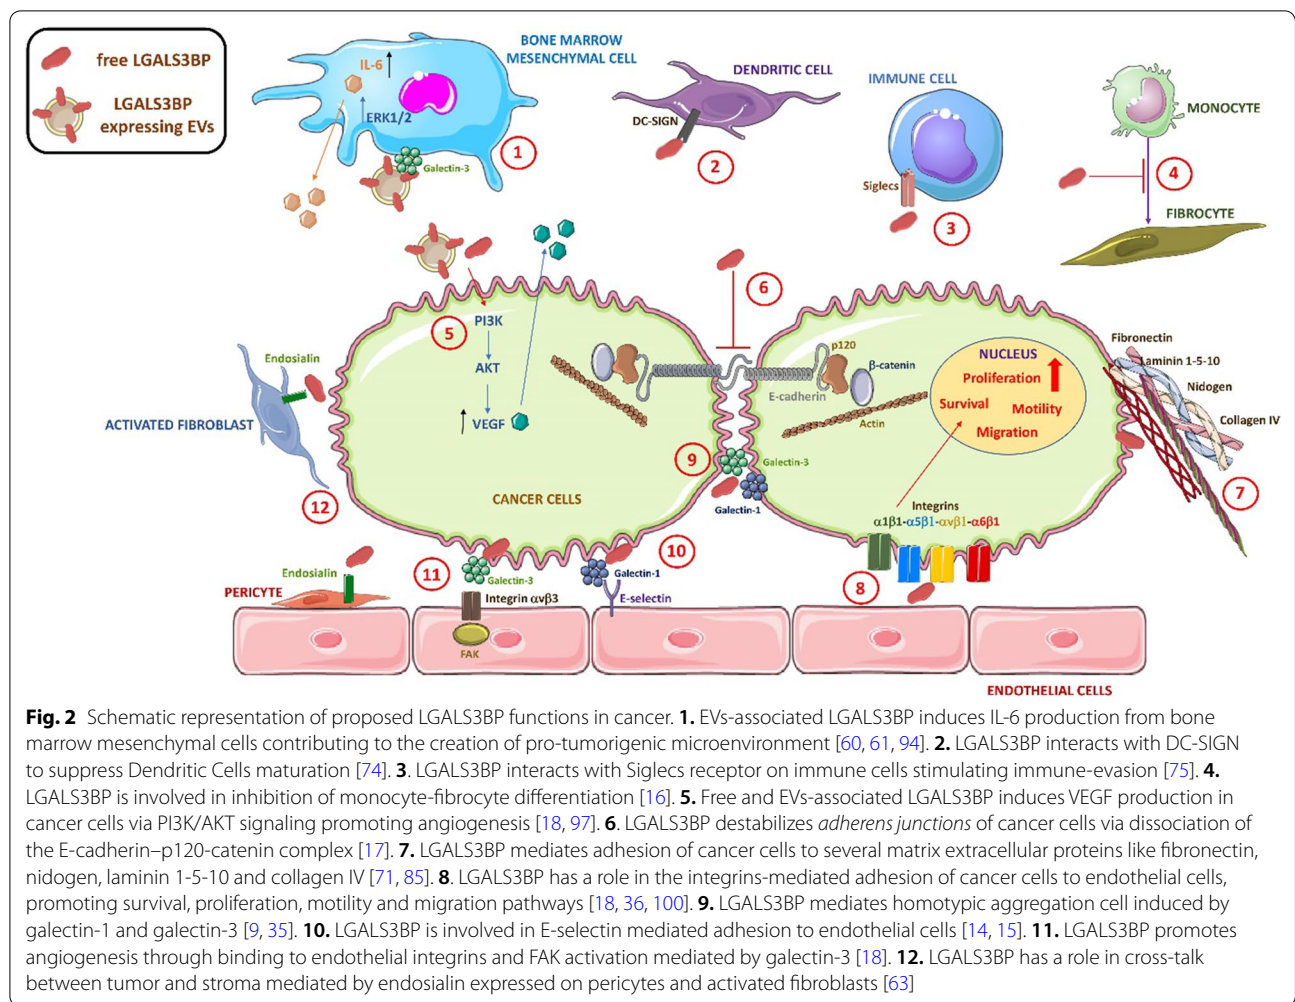 free LGALS3BP
LGALS3BP
expressing EVs
BONE MARROW
MESENCHYMAL CELL
IL-6
ERK1/2
Galectin-3
1
DENDRITIC CELL
DC-SIGN
2
IMMUNE CELL
Siglecs
3
MONOCYTE
4
FIBROCYTE
5
PI3K
AKT
VEGF
6
p120
β-catenin
E-cadherin
Actin
NUCLEUS
Proliferation
Survival
Motility
Migration
Fibronectin
Laminin 1-5-10
Nidogen
Collagen IV
7
Endosialin
ACTIVATED FIBROBLAST
12
CANCER CELLS
9
Galectin-3
Galectin-1
Integrins
α1β1-α5β1-αvβ1-α6β1
8
10
11
Galectin-3
Galectin-1
Integrin αvβ3
E-selectin
FAK
Endosialin
PERICYTE
ENDOTHELIAL CELLS
Fig. 2 Schematic representation of proposed LGALS3BP functions in cancer. 1. EVs-associated LGALS3BP induces IL-6 production from bone
marrow mesenchymal cells contributing to the creation of pro-tumorigenic microenvironment [60, 61, 94]. 2. LGALS3BP interacts with DC-SIGN
to suppress Dendritic Cells maturation [74]. 3. LGALS3BP interacts with Siglecs receptor on immune cells stimulating immune-evasion [75]. 4.
LGALS3BP is involved in inhibition of monocyte-fibrocyte differentiation [16]. 5. Free and EVs-associated LGALS3BP induces VEGF production in
cancer cells via PI3K/AKT signaling promoting angiogenesis [18, 97]. 6. LGALS3BP destabilizes adherens junctions of cancer cells via dissociation of
the E-cadherin–p120-catenin complex [17]. 7. LGALS3BP mediates adhesion of cancer cells to several matrix extracellular proteins like fibronectin,
nidogen, laminin 1-5-10 and collagen IV [71, 85]. 8. LGALS3BP has a role in the integrins-mediated adhesion of cancer cells to endothelial cells,
promoting survival, proliferation, motility and migration pathways [18, 36, 100]. 9. LGALS3BP mediates homotypic aggregation cell induced by
galectin-1 and galectin-3 [9, 35]. 10. LGALS3BP is involved in E-selectin mediated adhesion to endothelial cells [14, 15]. 11. LGALS3BP promotes
angiogenesis through binding to endothelial integrins and FAK activation mediated by galectin-3 [18]. 12. LGALS3BP has a role in cross-talk
between tumor and stroma mediated by endosialin expressed on pericytes and activated fibroblasts [63]